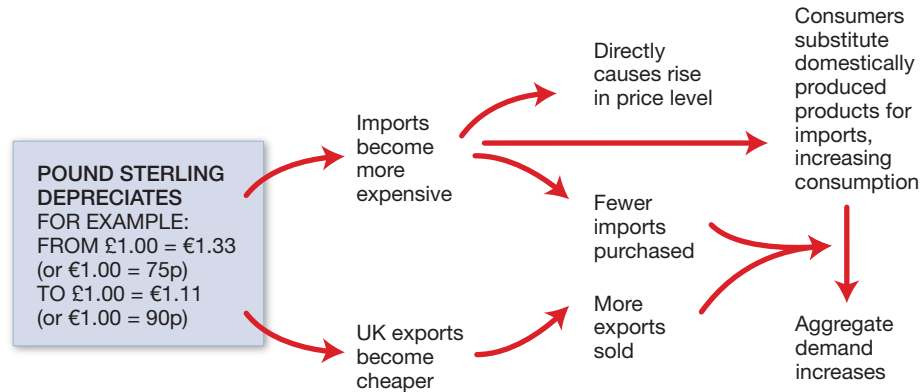 POUND STERLING
DEPRECIATES
FOR EXAMPLE:
FROM £1.00 = €1.33
(or €1.00 = 75p)
TO £1.00 = €1.11
(or €1.00 = 90p)
Imports
become
more
expensive
UK exports
become
cheaper
Directly
causes rise
in price level
Fewer
imports
purchased
More
exports
sold
Consumers
substitute
domestically
produced
products for
imports,
increasing
consumption
Aggregate
demand
increases